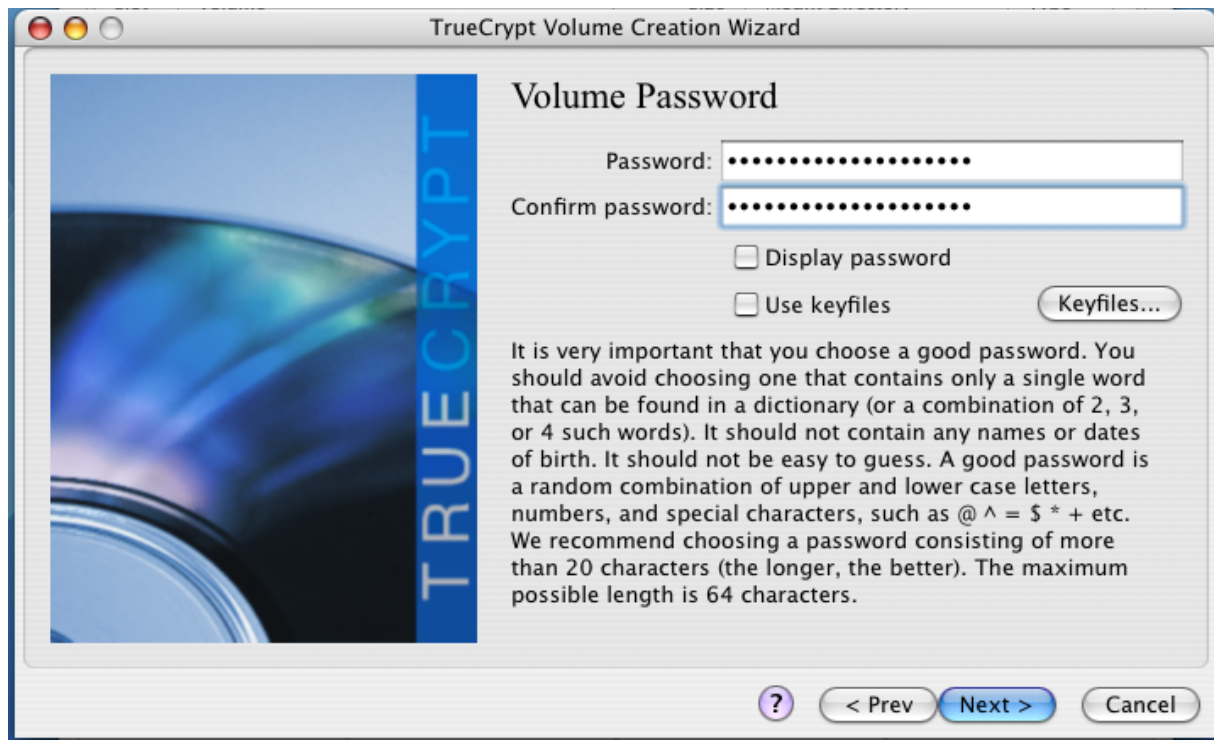 TrueCrypt Volume Creation Wizard
TRUECRYPT
Volume Password
Password: ••••••••••••••••••••
Confirm password: ••••••••••••••••••••
Display password
Use keyfiles Keyfiles...
It is very important that you choose a good password. You
should avoid choosing one that contains only a single word
that can be found in a dictionary (or a combination of 2, 3,
or 4 such words). It should not contain any names or dates
of birth. It should not be easy to guess. A good password is
a random combination of upper and lower case letters,
numbers, and special characters, such as @ ^ = $ * + etc.
We recommend choosing a password consisting of more
than 20 characters (the longer, the better). The maximum
possible length is 64 characters.
? < Prev Next > Cancel